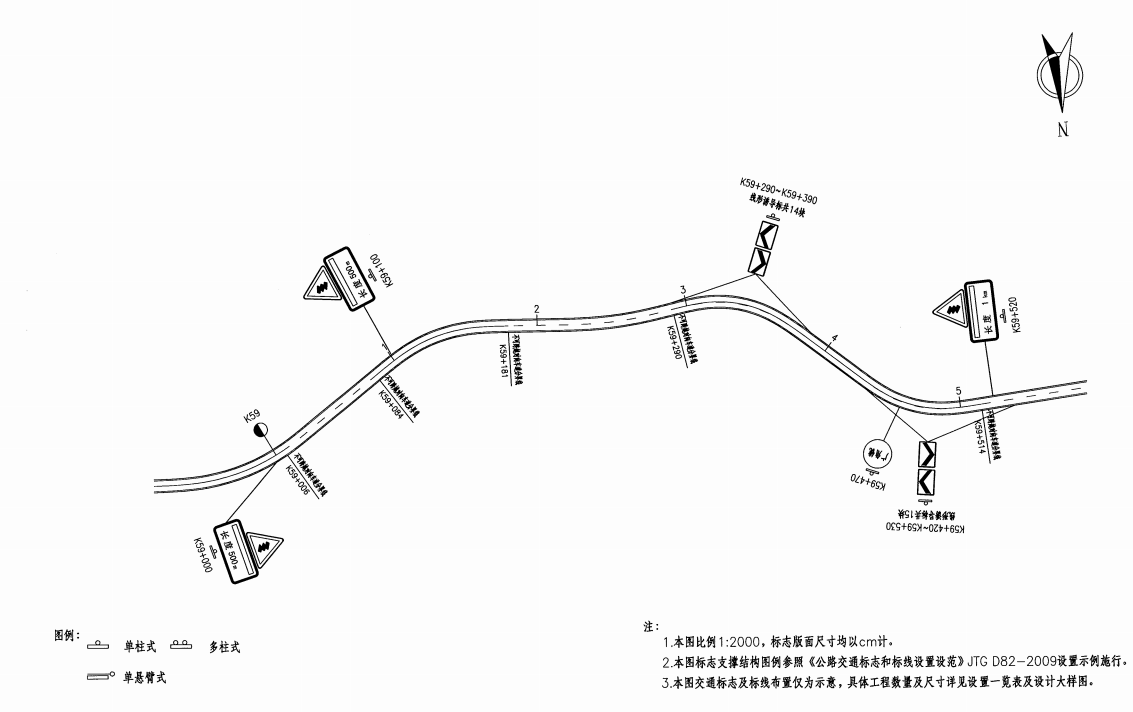 N
K59+290~K59+390
线形诱导标共14块
K59+100
长度 500m
3
2
长度 1 km
K59+520
K59+290
K59+181
4
5
K59+084
K59
K59+006
K59+514
广角镜
K59+470
线形诱导标共15块
K59+420~K59+530
长度 500m
K59+000
图例：
单柱式
多柱式
单悬臂式
注：
1.本图比例1:2000，标志版面尺寸均以cm计。
2.本图标志支撑结构图例参照《公路交通标志和标线设置设范》JTG D82-2009设置示例施行。
3.本图交通标志及标线布置仅为示意，具体工程数量及尺寸详见设置一览表及设计大样图。